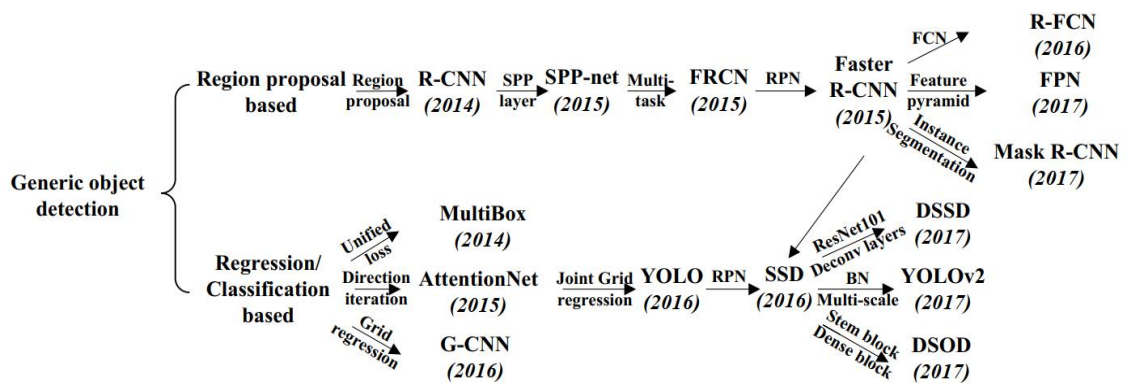 Generic object
detection
Region proposal
based
Region
proposal
R-CNN
(2014)
SPP
layer
SPP-net
(2015)
Multi-
task
FRCN
(2015)
RPN
Faster
R-CNN
(2015)
FCN
R-FCN
(2016)
Feature
pyramid
FPN
(2017)
Instance
Segmentation
Mask R-CNN
(2017)
Regression/
Classification
based
Unified
loss
MultiBox
(2014)
Direction
iteration
AttentionNet
(2015)
Grid
regression
G-CNN
(2016)
Joint Grid
regression
YOLO
(2016)
RPN
SSD
(2016)
ResNet101
Deconv layers
DSSD
(2017)
BN
Multi-scale
YOLOv2
(2017)
Stem block
Dense block
DSOD
(2017)